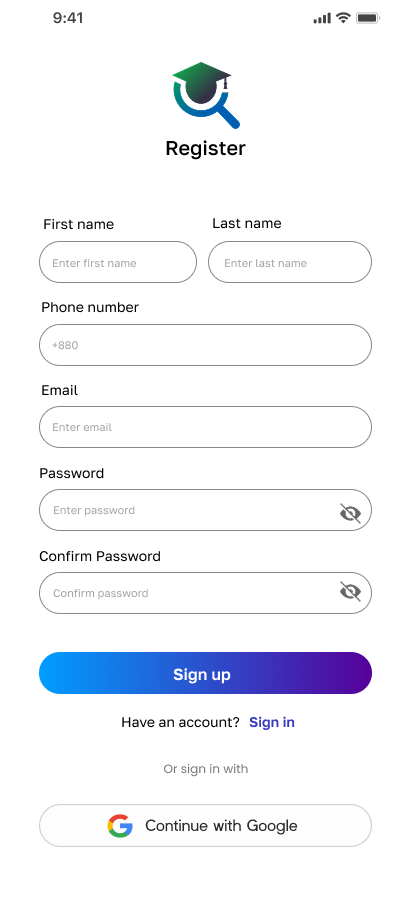 9:41
Register
First name Last name
Enter first name Enter last name
Phone number
+880
Email
Enter email
Password
Enter password
Confirm Password
Confirm password
Sign up
Have an account? Sign in
Or sign in with
Continue with Google